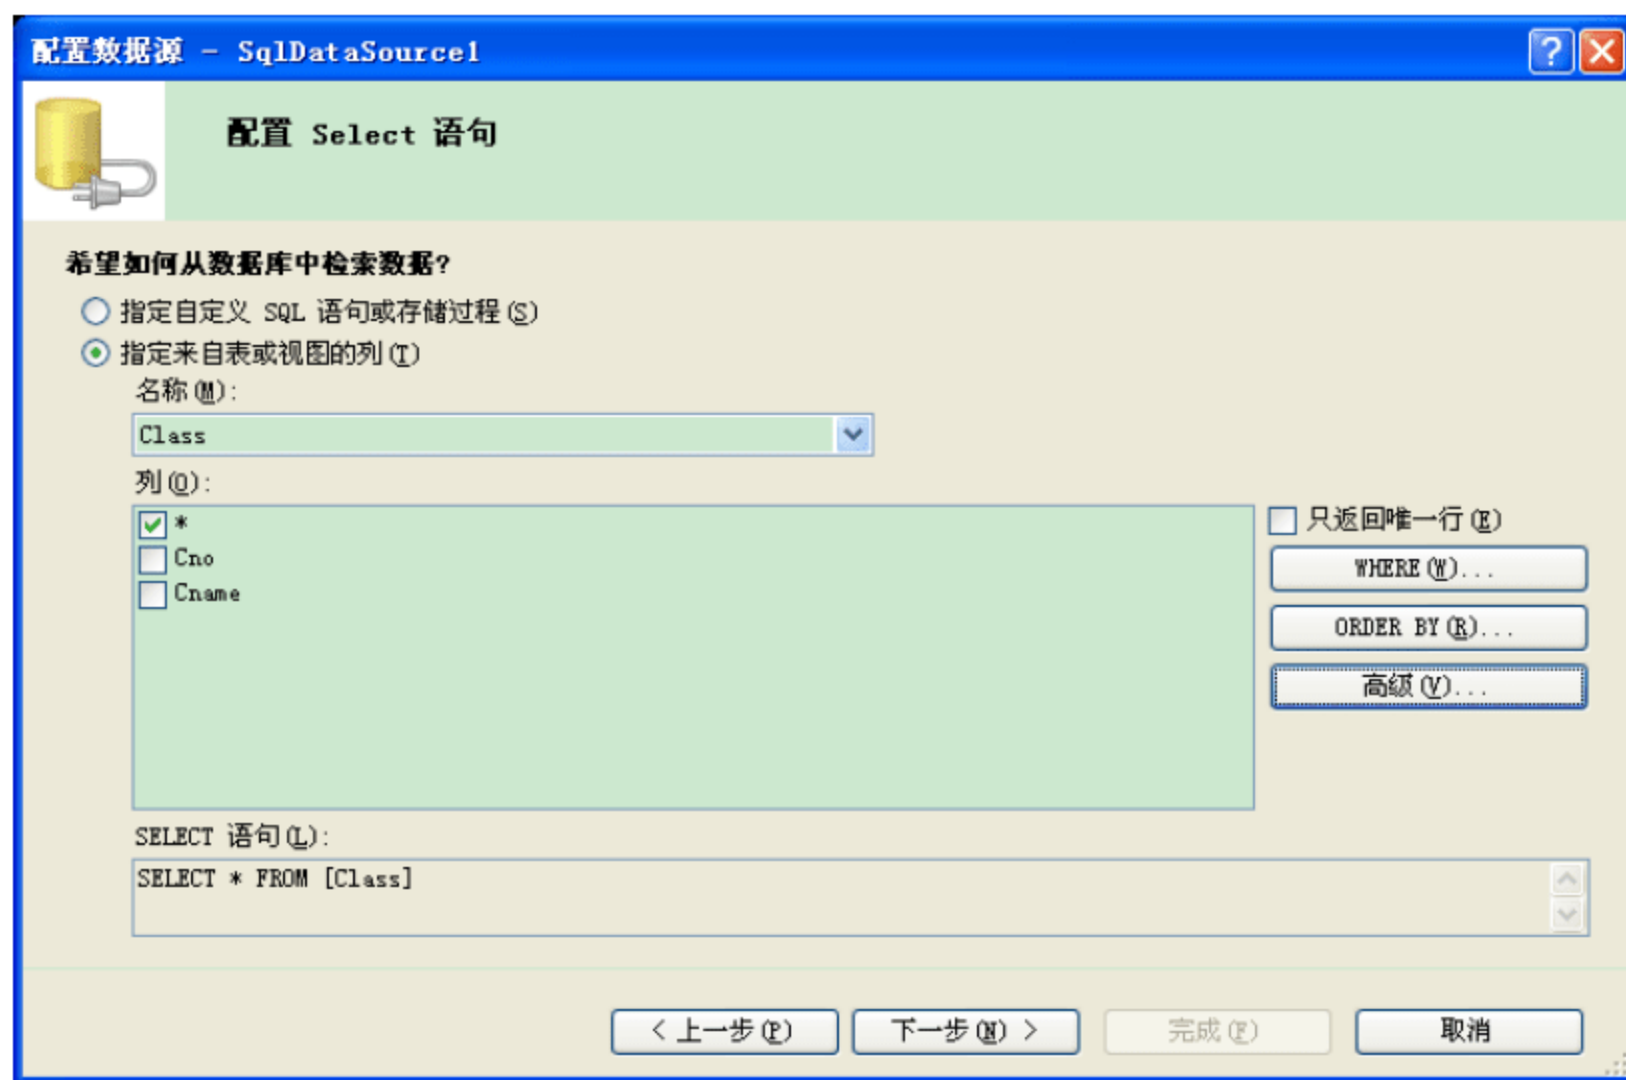 配置数据源 - SqlDataSource1
配置 Select 语句
希望如何从数据库中检索数据?
指定自定义 SQL 语句或存储过程(S)
指定来自表或视图的列(T)
名称(M):
Class
列(O):
*
只返回唯一行(E)
Cno
WHERE(W)...
Cname
ORDER BY(R)...
高级(V)...
SELECT 语句(L):
SELECT * FROM [Class]
< 上一步(P) 下一步(N) > 完成(F) 取消